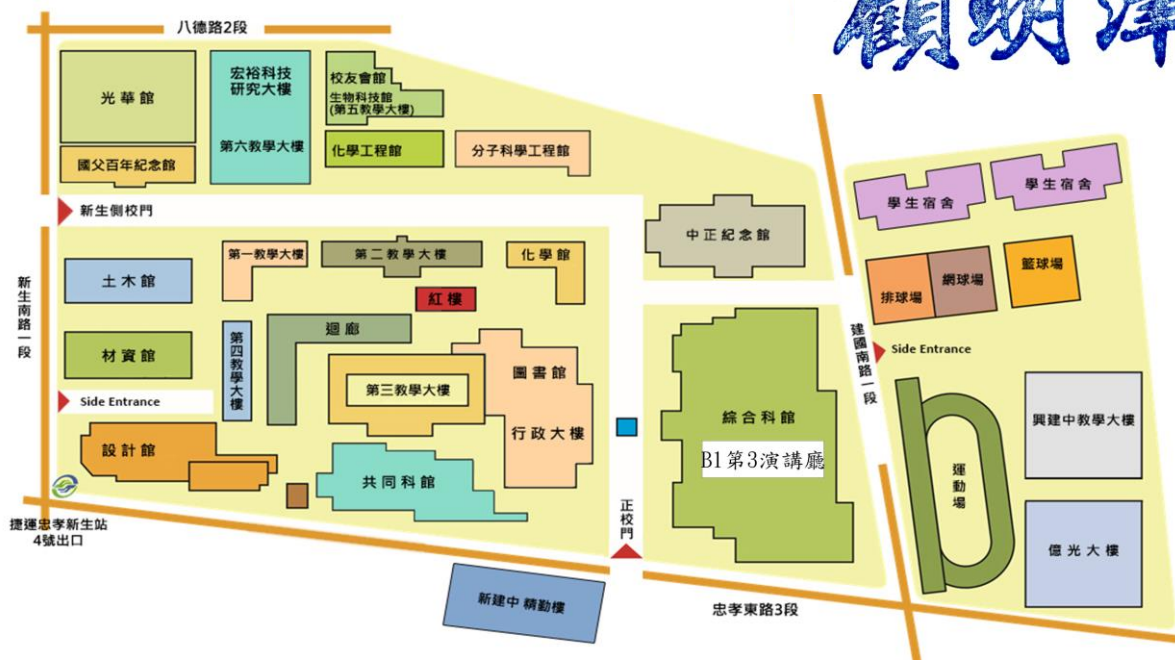 八德路2段
顧明澤
光華館
宏裕科技
研究大樓
第六教學大樓
校友會館
生物科技館
(第五教學大樓)
化學工程館
分子科學工程館
國父百年紀念館
新生側校門
學生宿舍
學生宿舍
中正紀念館
第一教學大樓
第二教學大樓
化學館
土木館
紅樓
排球場
網球場
籃球場
新生南路一段
迴廊
材資館
第四教學大樓
第三教學大樓
圖書館
行政大樓
建國南路一段
Side Entrance
Side Entrance
設計館
共同科館
綜合科館
B1第3演講廳
興建中教學大樓
運動場
億光大樓
正校門
捷運忠孝新生站
4號出口
新建中 精勤樓
忠孝東路3段